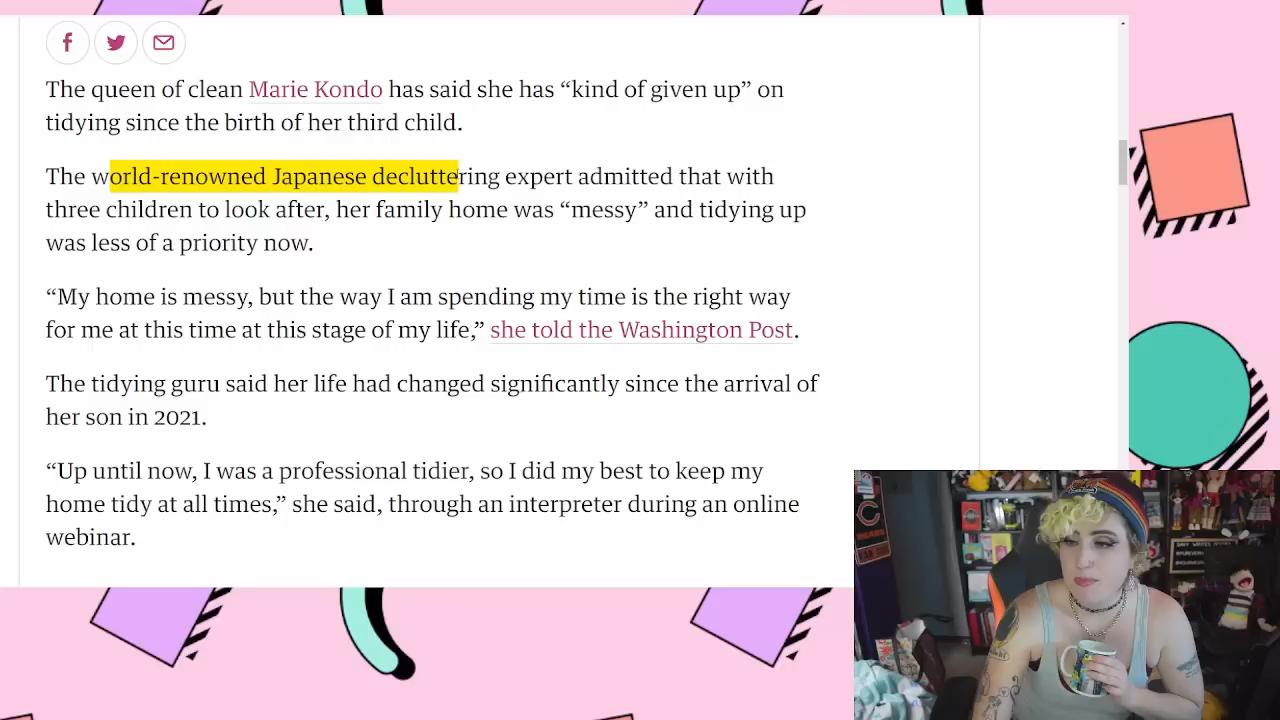 The queen of clean Marie Kondo has said she has “kind of given up” on
tidying since the birth of her third child.
The world-renowned Japanese decluttering expert admitted that with
three children to look after, her family home was “messy” and tidying up
was less of a priority now.
“My home is messy, but the way I am spending my time is the right way
for me at this time at this stage of my life,” she told the Washington Post.
The tidying guru said her life had changed significantly since the arrival of
her son in 2021.
“Up until now, I was a professional tidier, so I did my best to keep my
home tidy at all times,” she said, through an interpreter during an online
webinar.
BEARS